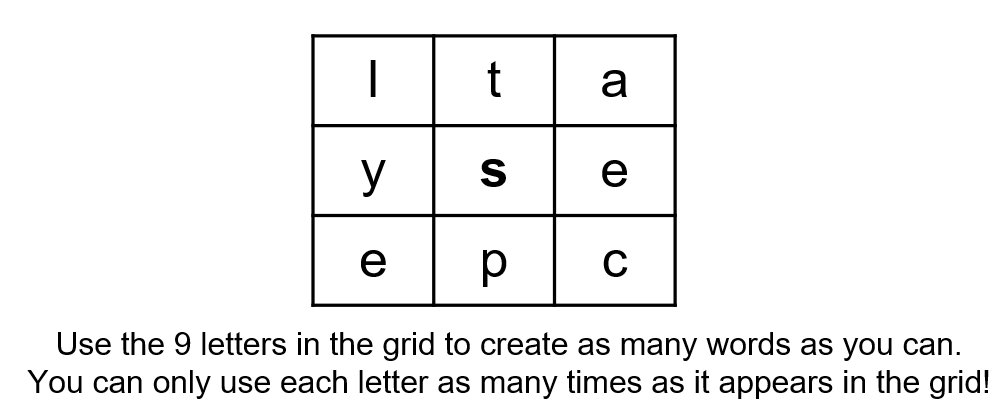 l t a
y s e
e p c
Use the 9 letters in the grid to create as many words as you can.
You can only use each letter as many times as it appears in the grid!